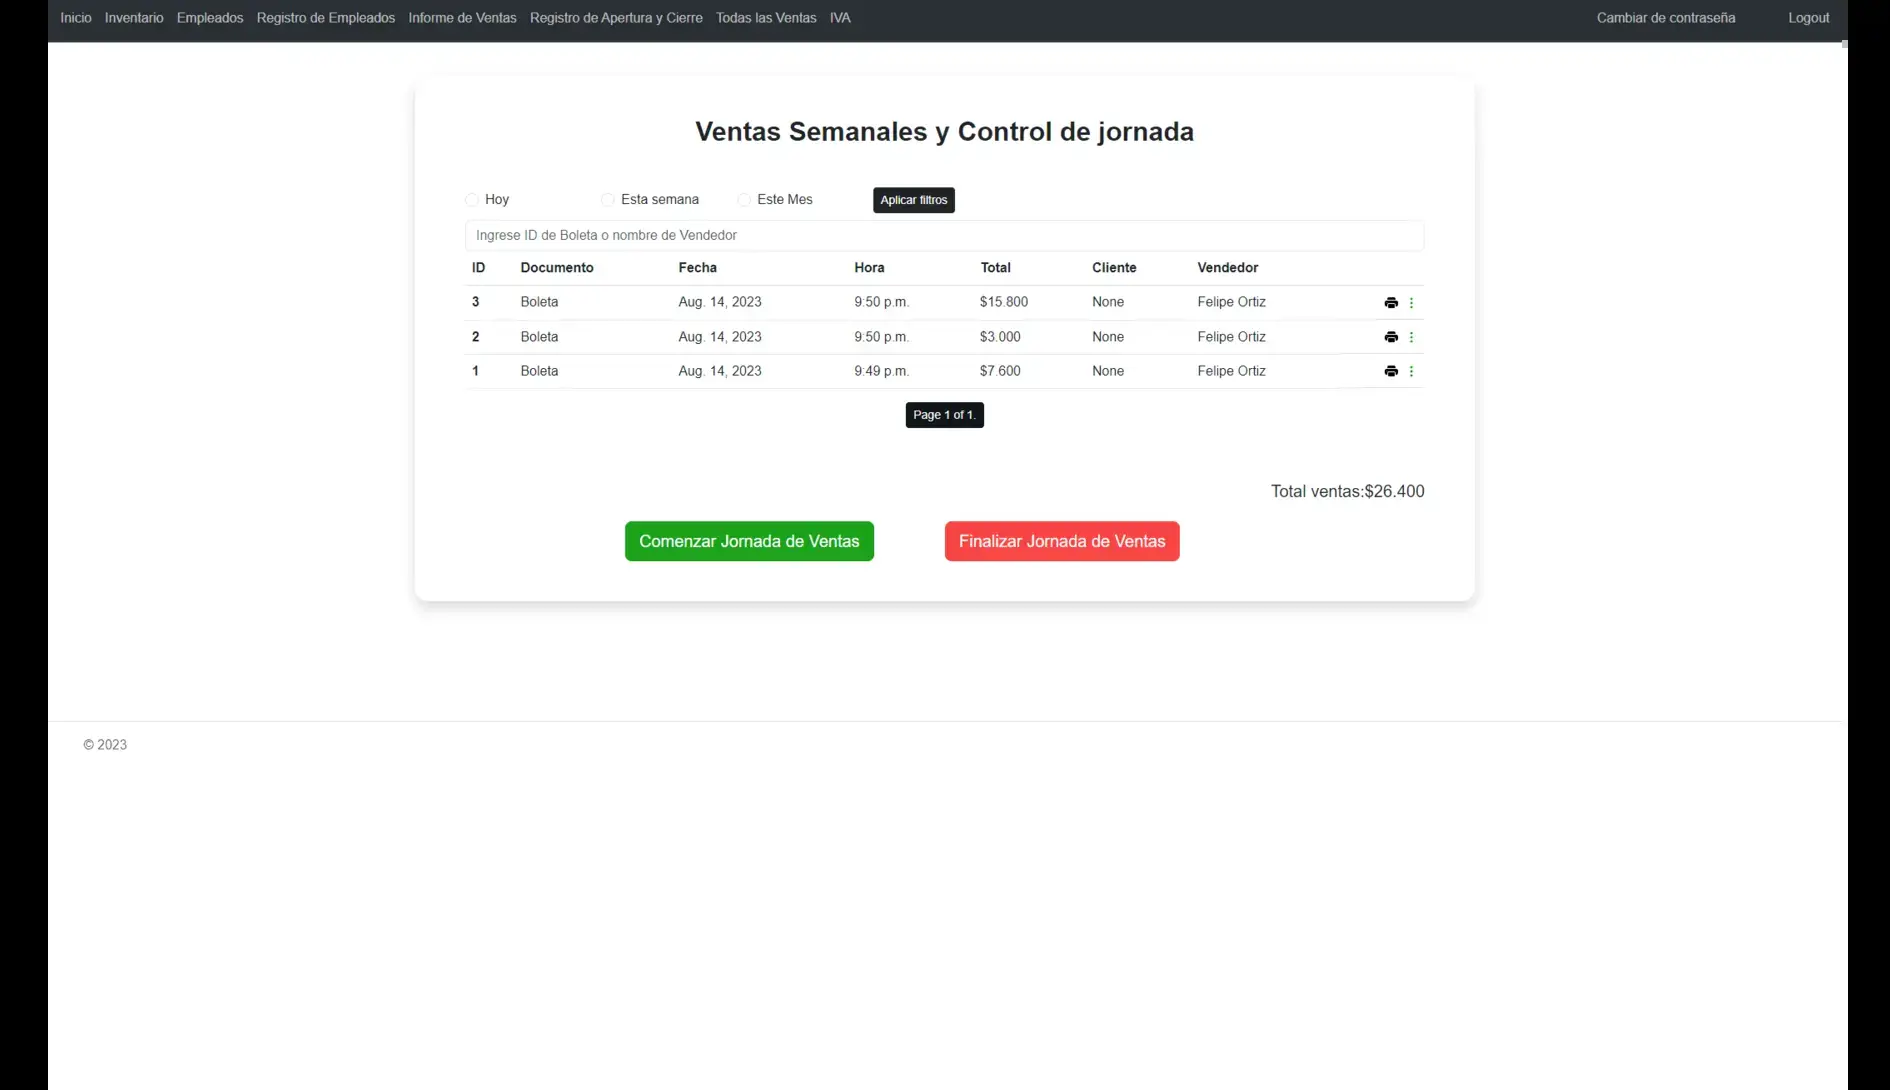 Inicio Inventario Empleados Registro de Empleados Informe de Ventas Registro de Apertura y Cierre Todas las Ventas IVA Cambiar de contraseña Logout
Ventas Semanales y Control de jornada
Hoy Esta semana Este Mes Aplicar filtros
Ingrese ID de Boleta o nombre de Vendedor
ID Documento Fecha Hora Total Cliente Vendedor
3 Boleta Aug. 14, 2023 9:50 p.m. $15.800 None Felipe Ortiz
2 Boleta Aug. 14, 2023 9:50 p.m. $3.000 None Felipe Ortiz
1 Boleta Aug. 14, 2023 9:49 p.m. $7.600 None Felipe Ortiz
Page 1 of 1.
Total ventas:$26.400
Comenzar Jornada de Ventas Finalizar Jornada de Ventas
© 2023